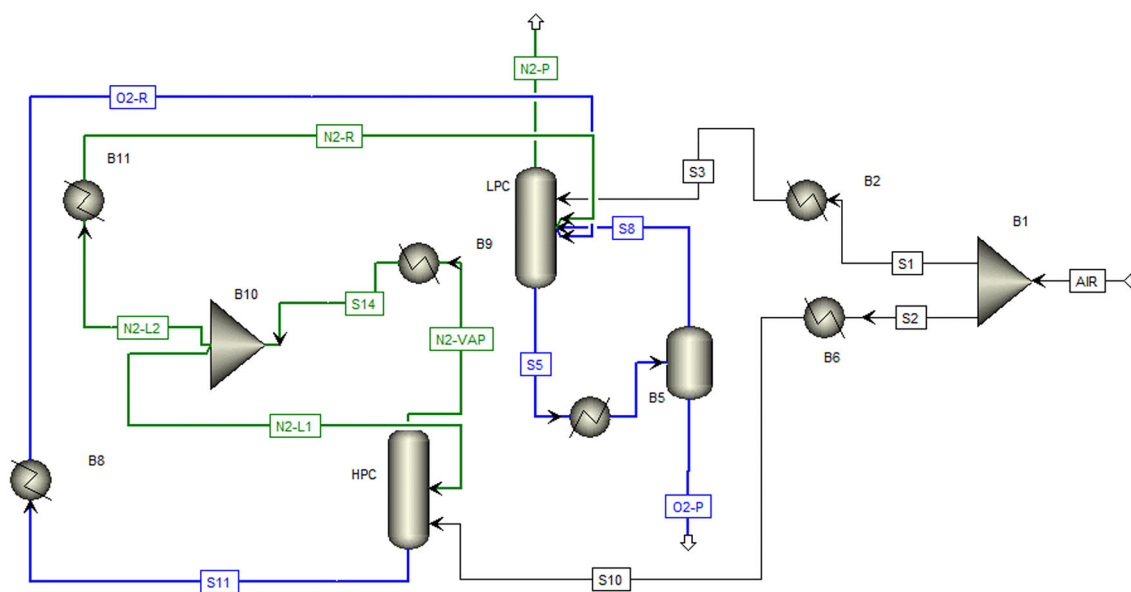 N2-P
O2-R
N2-R
B11
S3
B2
LPC
S8
B9
B1
S1
AIR
B10
S14
N2-L2
N2-VAP
S2
B6
S5
B5
N2-L1
B8
HPC
O2-P
S11
S10